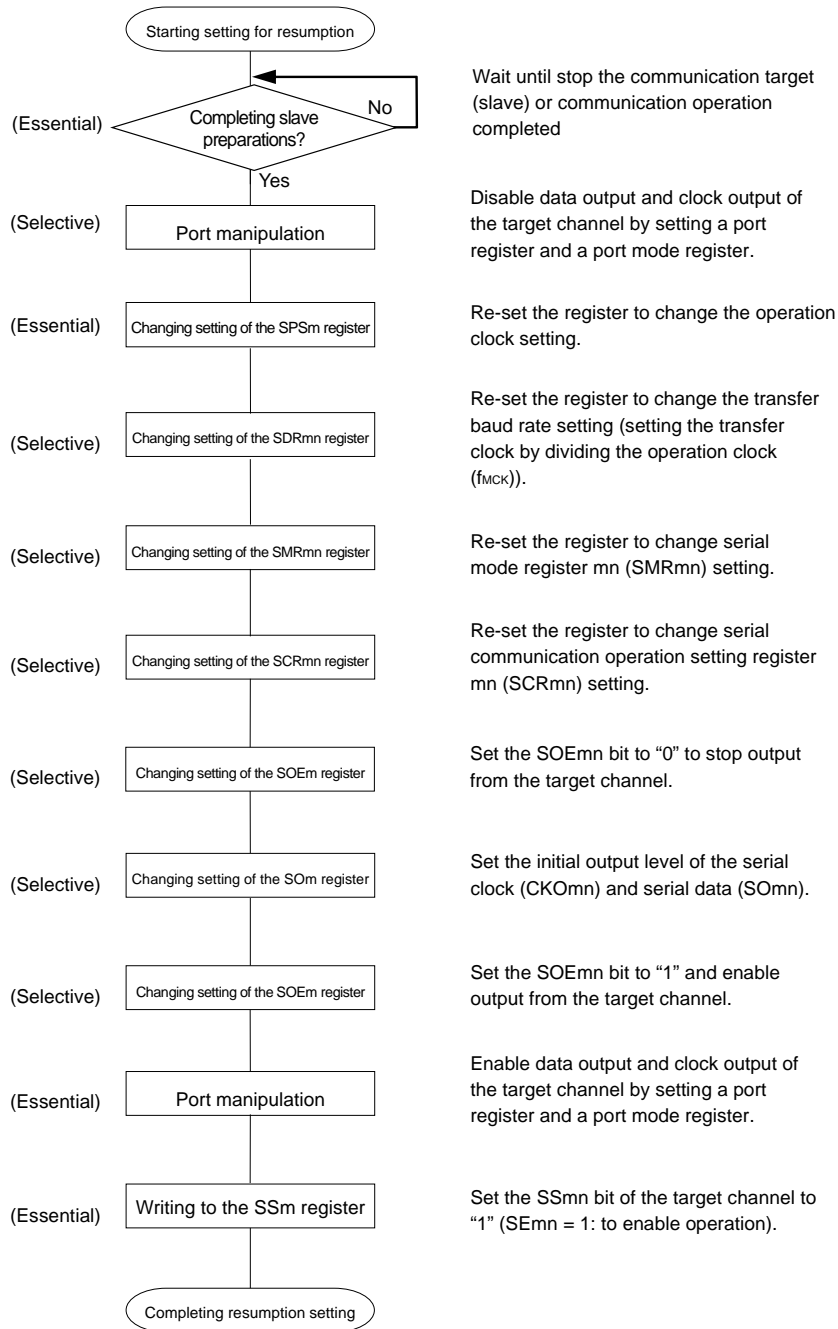 Starting setting for resumption
(Essential)
Completing slave
preparations?
No
Yes
Wait until stop the communication target
(slave) or communication operation
completed
(Selective)
Port manipulation
Disable data output and clock output of
the target channel by setting a port
register and a port mode register.
(Essential)
Changing setting of the SPSm register
Re-set the register to change the operation
clock setting.
(Selective)
Changing setting of the SDRmn register
Re-set the register to change the transfer
baud rate setting (setting the transfer
clock by dividing the operation clock
(fMCK)).
(Selective)
Changing setting of the SMRmn register
Re-set the register to change serial
mode register mn (SMRmn) setting.
(Selective)
Changing setting of the SCRmn register
Re-set the register to change serial
communication operation setting register
mn (SCRmn) setting.
(Selective)
Changing setting of the SOEm register
Set the SOEmn bit to “0” to stop output
from the target channel.
(Selective)
Changing setting of the SOm register
Set the initial output level of the serial
clock (CKOmn) and serial data (SOmn).
(Selective)
Changing setting of the SOEm register
Set the SOEmn bit to “1” and enable
output from the target channel.
(Essential)
Port manipulation
Enable data output and clock output of
the target channel by setting a port
register and a port mode register.
(Essential)
Writing to the SSm register
Set the SSmn bit of the target channel to
“1” (SEmn = 1: to enable operation).
Completing resumption setting